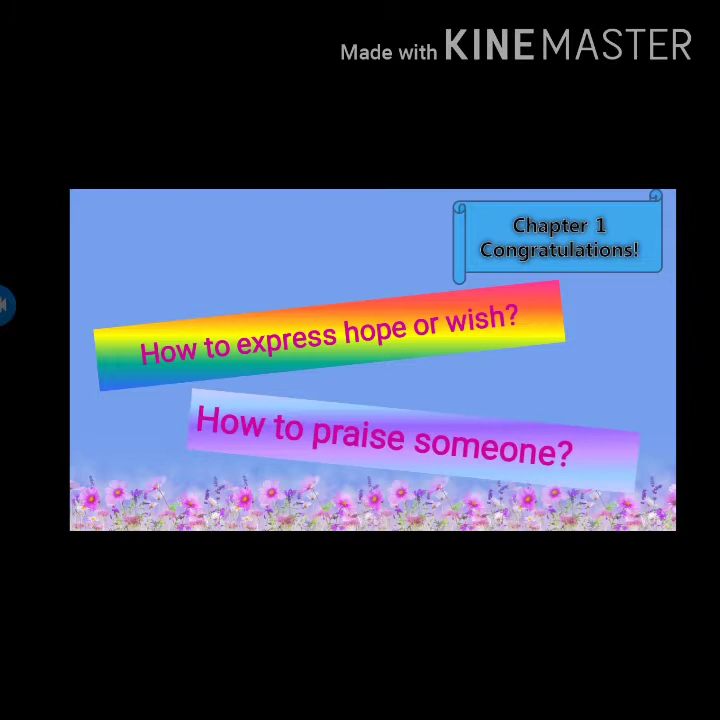 Made with KINEMASTER
Chapter 1
Congratulations!
How to express hope or wish?
How to praise someone?